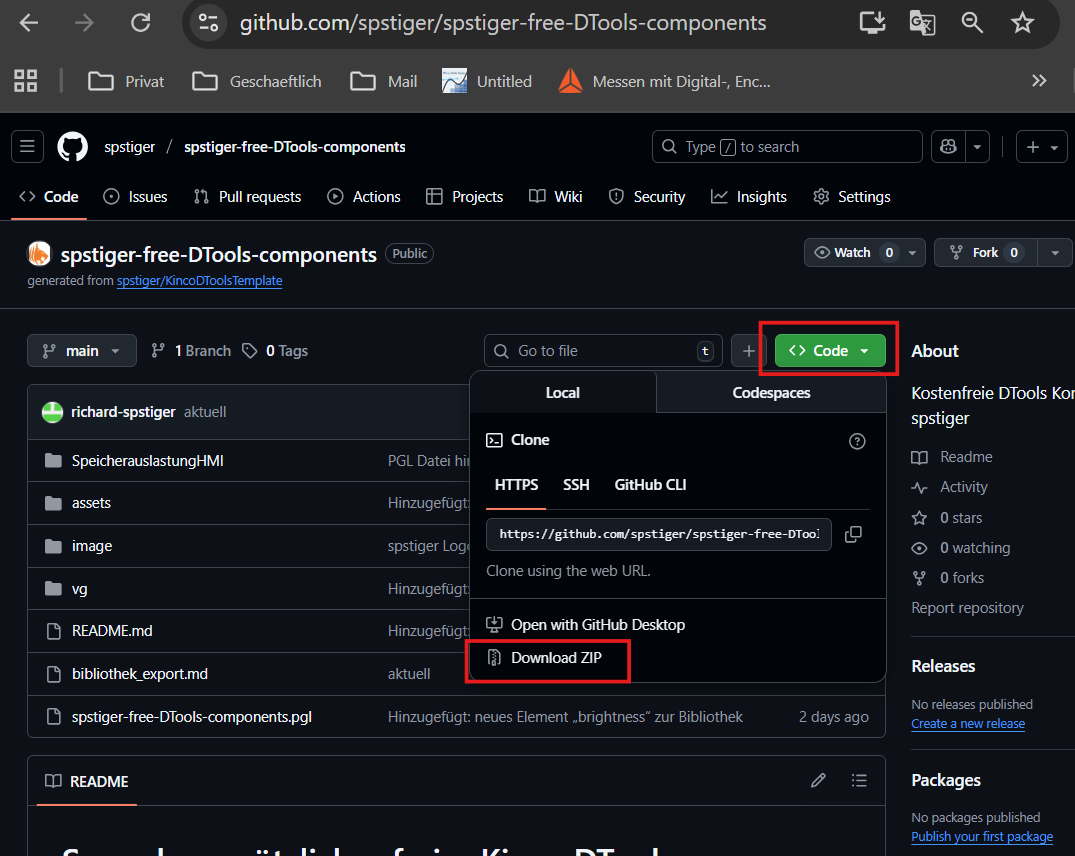 github.com/spstiger/spstiger-free-DTools-components
Privat Geschaeftlich Mail Untitled Messen mit Digital-, Enc...
spstiger / spstiger-free-DTools-components Type / to search
Code Issues Pull requests Actions Projects Wiki Security Insights Settings
spstiger-free-DTools-components Public Watch 0 Fork 0
generated from spstiger/KincoDToolsTemplate
main 1 Branch 0 Tags Go to file t Code
richard-spstiger aktuell
SpeicherauslastungHMI PGL Datei hin
assets Hinzugefügt:
image spstiger Logo
vg Hinzugefügt:
README.md Hinzugefügt:
bibliothek_export.md aktuell
spstiger-free-DTools-components.pgl Hinzugefügt: neues Element „brightness“ zur Bibliothek 2 days ago
Local Codespaces
Clone
HTTPS SSH GitHub CLI
https://github.com/spstiger/spstiger-free-DTool
Clone using the web URL.
Open with GitHub Desktop
Download ZIP
About
Kostenfreie DTools Kor
spstiger
Readme
Activity
0 stars
0 watching
0 forks
Report repository
Releases
No releases published
Create a new release
Packages
No packages published
Publish your first package
README